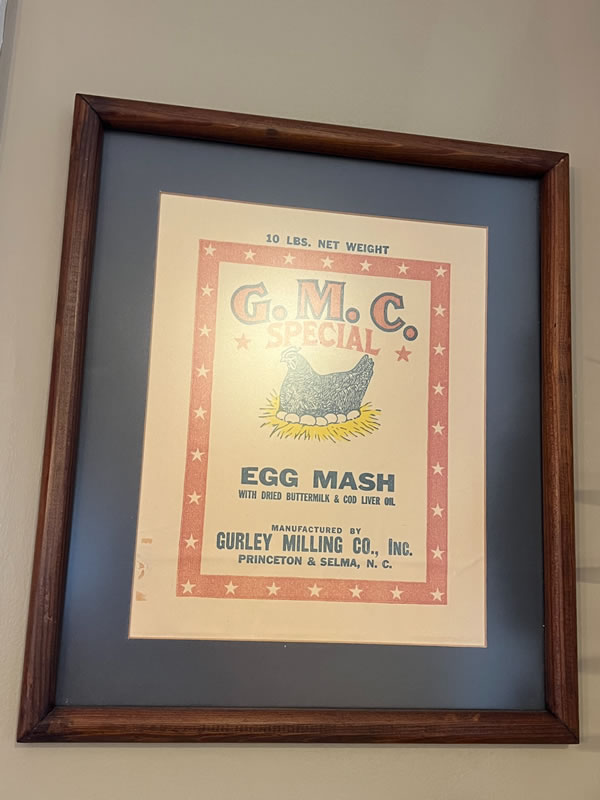 10 LBS. NET WEIGHT
G. M. C.
SPECIAL
EGG MASH
WITH DRIED BUTTERMILK & COD LIVER OIL
MANUFACTURED BY
GURLEY MILLING CO., INC.
PRINCETON & SELMA, N. C.